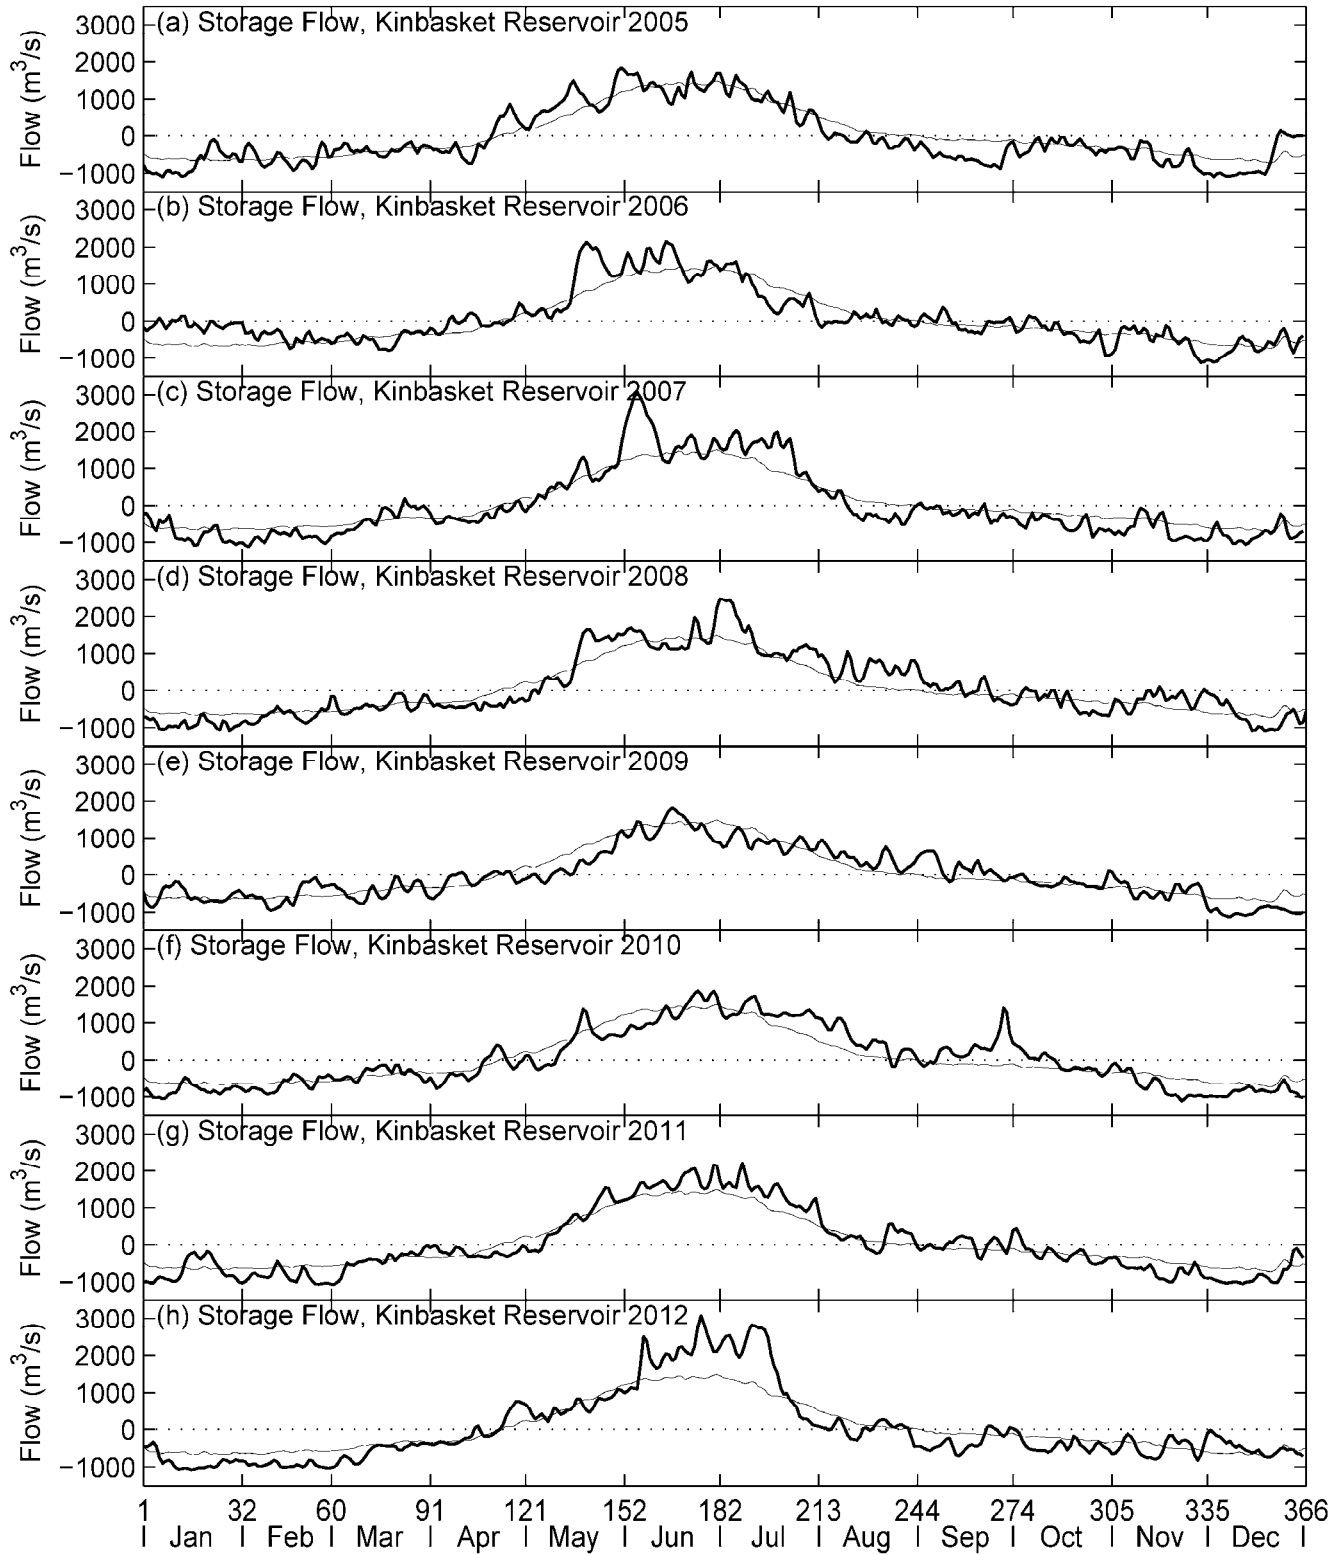 (a) Storage Flow, Kinbasket Reservoir 2005
Flow (m³/s)
3000
2000
1000
0
−1000
(b) Storage Flow, Kinbasket Reservoir 2006
Flow (m³/s)
3000
2000
1000
0
−1000
(c) Storage Flow, Kinbasket Reservoir 2007
Flow (m³/s)
3000
2000
1000
0
−1000
(d) Storage Flow, Kinbasket Reservoir 2008
Flow (m³/s)
3000
2000
1000
0
−1000
(e) Storage Flow, Kinbasket Reservoir 2009
Flow (m³/s)
3000
2000
1000
0
−1000
(f) Storage Flow, Kinbasket Reservoir 2010
Flow (m³/s)
3000
2000
1000
0
−1000
(g) Storage Flow, Kinbasket Reservoir 2011
Flow (m³/s)
3000
2000
1000
0
−1000
(h) Storage Flow, Kinbasket Reservoir 2012
Flow (m³/s)
3000
2000
1000
0
−1000
1 32 60 91 121 152 182 213 244 274 305 335 366
Jan Feb Mar Apr May Jun Jul Aug Sep Oct Nov Dec